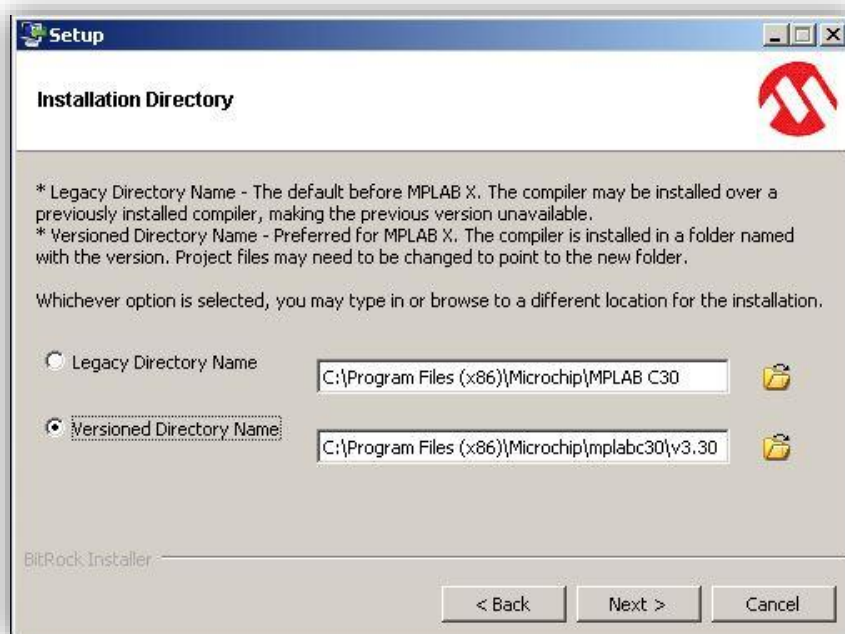 Setup
Installation Directory
* Legacy Directory Name - The default before MPLAB X. The compiler may be installed over a
previously installed compiler, making the previous version unavailable.
* Versioned Directory Name - Preferred for MPLAB X. The compiler is installed in a folder named
with the version. Project files may need to be changed to point to the new folder.
Whichever option is selected, you may type in or browse to a different location for the installation.
Legacy Directory Name
C:\Program Files (x86)\Microchip\MPLAB C30
Versioned Directory Name
C:\Program Files (x86)\Microchip\mplabc30\v3.30
BitRock Installer
< Back
Next >
Cancel